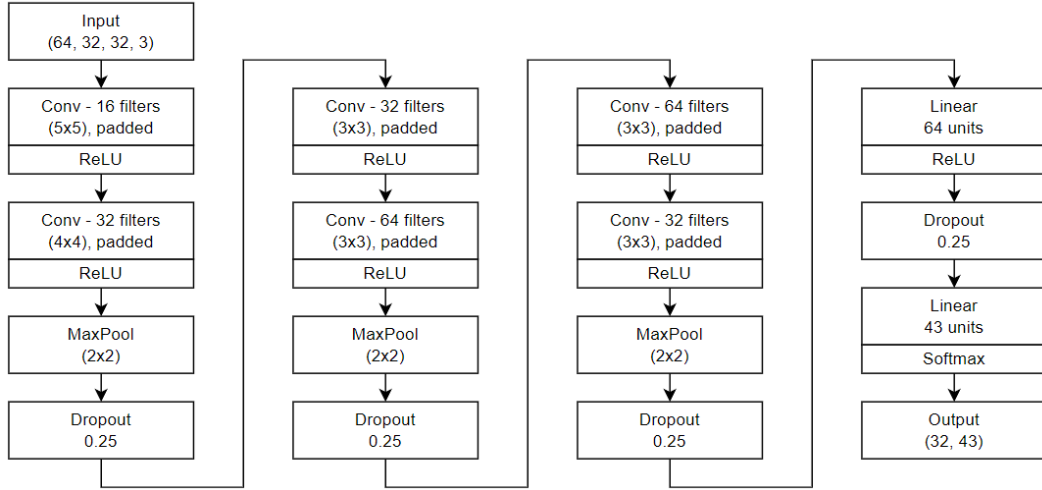 Input
(64, 32, 32, 3)
Conv - 16 filters
(5x5), padded
ReLU
Conv - 32 filters
(4x4), padded
ReLU
MaxPool
(2x2)
Dropout
0.25
Conv - 32 filters
(3x3), padded
ReLU
Conv - 64 filters
(3x3), padded
ReLU
MaxPool
(2x2)
Dropout
0.25
Conv - 64 filters
(3x3), padded
ReLU
Conv - 32 filters
(3x3), padded
ReLU
MaxPool
(2x2)
Dropout
0.25
Linear
64 units
ReLU
Dropout
0.25
Linear
43 units
Softmax
Output
(32, 43)